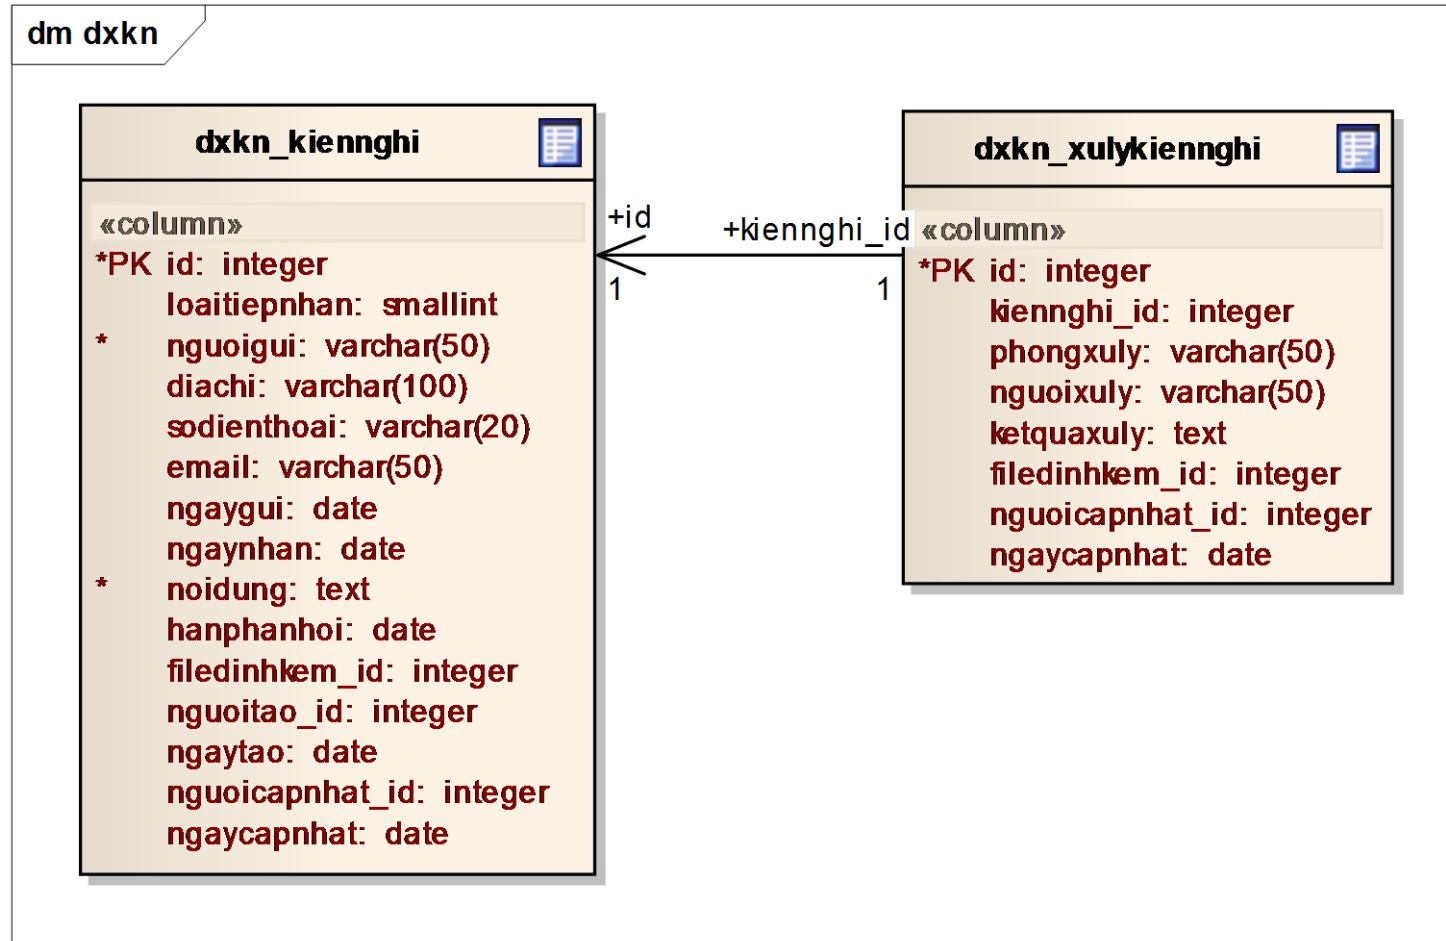 dm dxkn
dxkn_kiennghi
«column»
*PK id: integer
loaitiepnhan: smallint
* nguoigui: varchar(50)
diachi: varchar(100)
sodienthoai: varchar(20)
email: varchar(50)
ngaygui: date
ngaynhan: date
* noidung: text
hanphanhoi: date
filedinhkem_id: integer
nguoitao_id: integer
ngaytao: date
nguoicapnhat_id: integer
ngaycapnhat: date
+id
1
+kiennghi_id
1
dxkn_xulykiennghi
«column»
*PK id: integer
kiennghi_id: integer
phongxuly: varchar(50)
nguoixuly: varchar(50)
ketquaxuly: text
filedinhkem_id: integer
nguoicapnhat_id: integer
ngaycapnhat: date